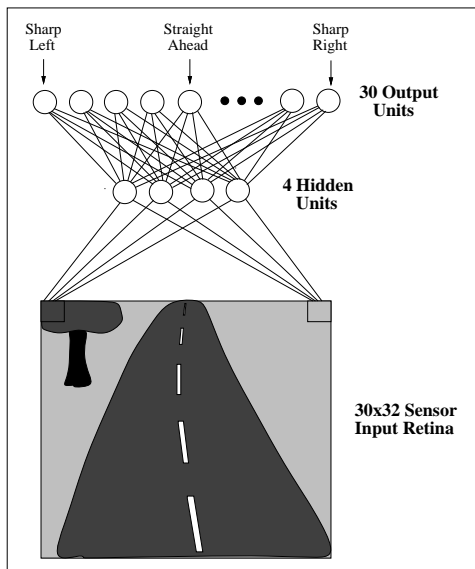 Sharp
Left
Straight
Ahead
Sharp
Right
30 Output
Units
4 Hidden
Units
30x32 Sensor
Input Retina